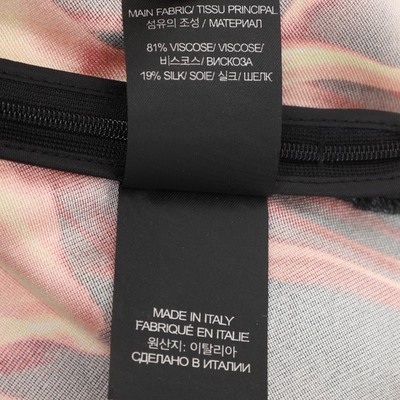 MAIN FABRIC/ TISSU PRINCIPAL
섬유의 조성/ МАТЕРИАЛ
81% VISCOSE/ VISCOSE/
비스코스/ ВИСКОЗА
19% SILK/ SOIE/ 실크/ ШЕЛК
MADE IN ITALY
FABRIQUÉ EN ITALIE
원산지: 이탈리아
СДЕЛАНО В ИТАЛИИ